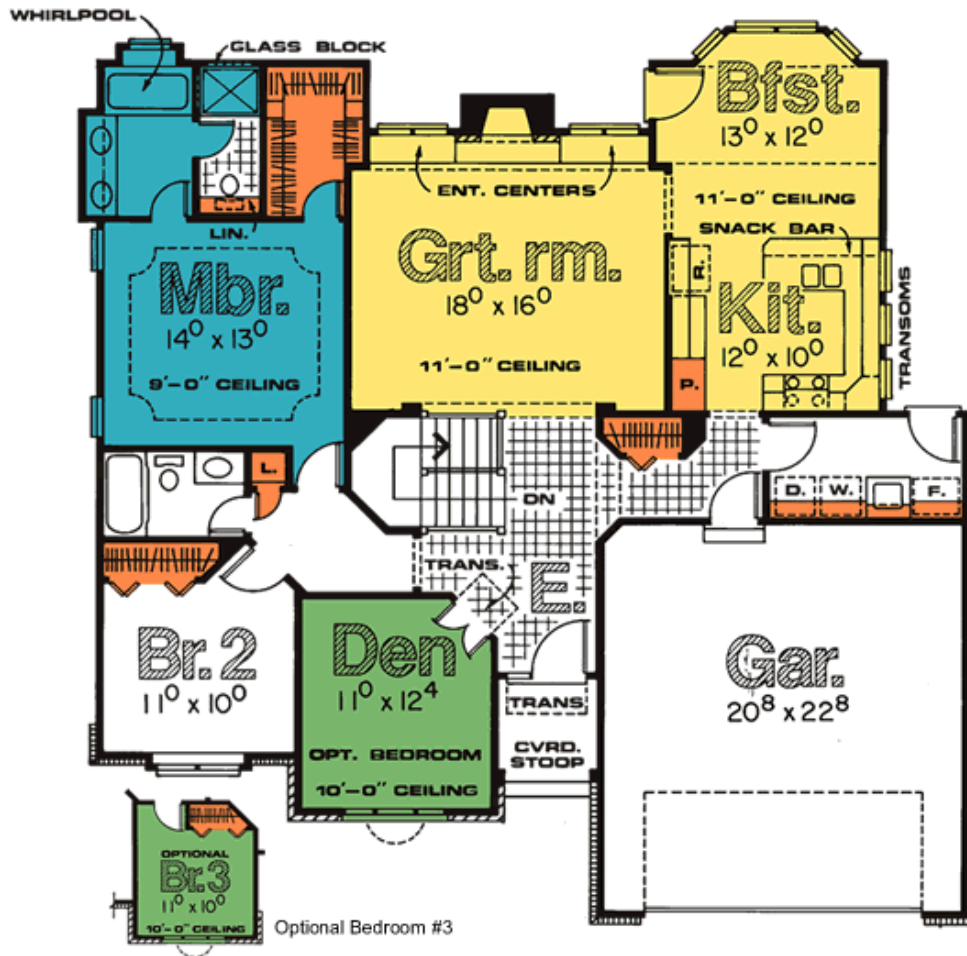 WHIRLPOOL
GLASS BLOCK
Bfst.
13⁰ x 12⁰
ENT. CENTERS
11'-0" CEILING
SNACK BAR
LIN.
Mbr.
14⁰ x 13⁰
9'-0" CEILING
Grt. rm.
18⁰ x 16⁰
11'-0" CEILING
R.
Kit.
12⁰ x 10⁰
TRANSOMS
P.
L.
DN
D.
W.
F.
TRANS.
E.
Br. 2
11⁰ x 10⁰
Den
11⁰ x 12⁴
OPT. BEDROOM
10'-0" CEILING
TRANS
CVRD.
STOOP
Gar.
20⁸ x 22⁸
OPTIONAL
Br.3
11⁰ x 10⁰
10'-0" CEILING
Optional Bedroom #3